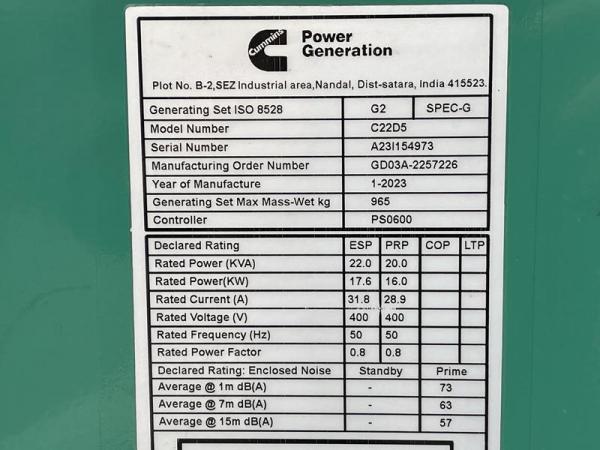 Cummins
Power
Generation
Plot No. B-2,SEZ Industrial area,Nandal, Dist-satara, India 415523.
Generating Set ISO 8528 G2 SPEC-G
Model Number C22D5
Serial Number A23I154973
Manufacturing Order Number GD03A-2257226
Year of Manufacture 1-2023
Generating Set Max Mass-Wet kg 965
Controller PS0600
Declared Rating ESP PRP COP LTP
Rated Power (KVA) 22.0 20.0
Rated Power(KW) 17.6 16.0
Rated Current (A) 31.8 28.9
Rated Voltage (V) 400 400
Rated Frequency (Hz) 50 50
Rated Power Factor 0.8 0.8
Declared Rating: Enclosed Noise Standby Prime
Average @ 1m dB(A) - 73
Average @ 7m dB(A) - 63
Average @ 15m dB(A) - 57